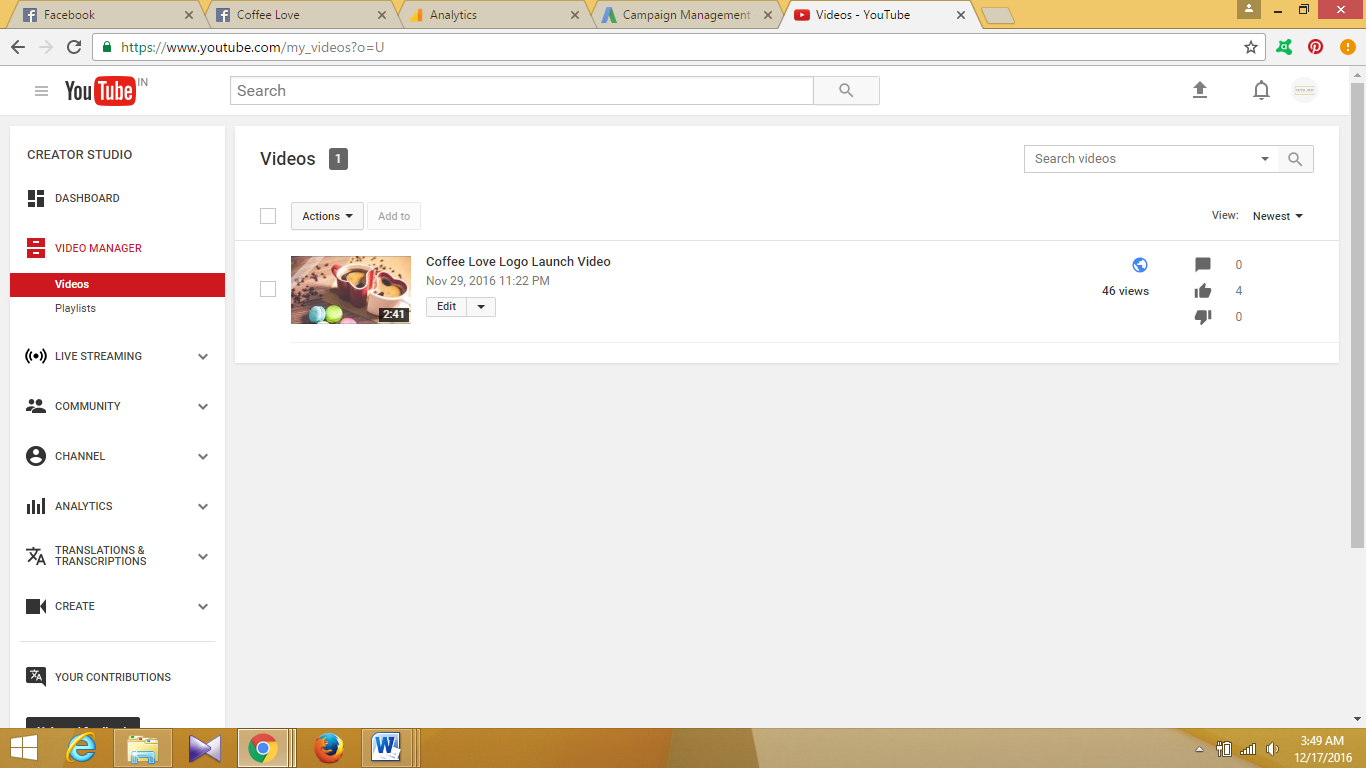 Facebook
Coffee Love
Analytics
Campaign Management
Videos - YouTube
https://www.youtube.com/my_videos?o=U
YouTube IN
Search
CREATOR STUDIO
DASHBOARD
VIDEO MANAGER
Videos
Playlists
LIVE STREAMING
COMMUNITY
CHANNEL
ANALYTICS
TRANSLATIONS &
TRANSCRIPTIONS
CREATE
YOUR CONTRIBUTIONS
Videos 1
Search videos
Actions
Add to
View: Newest
2:41
Coffee Love Logo Launch Video
Nov 29, 2016 11:22 PM
Edit
46 views
0
4
0
3:49 AM
12/17/2016